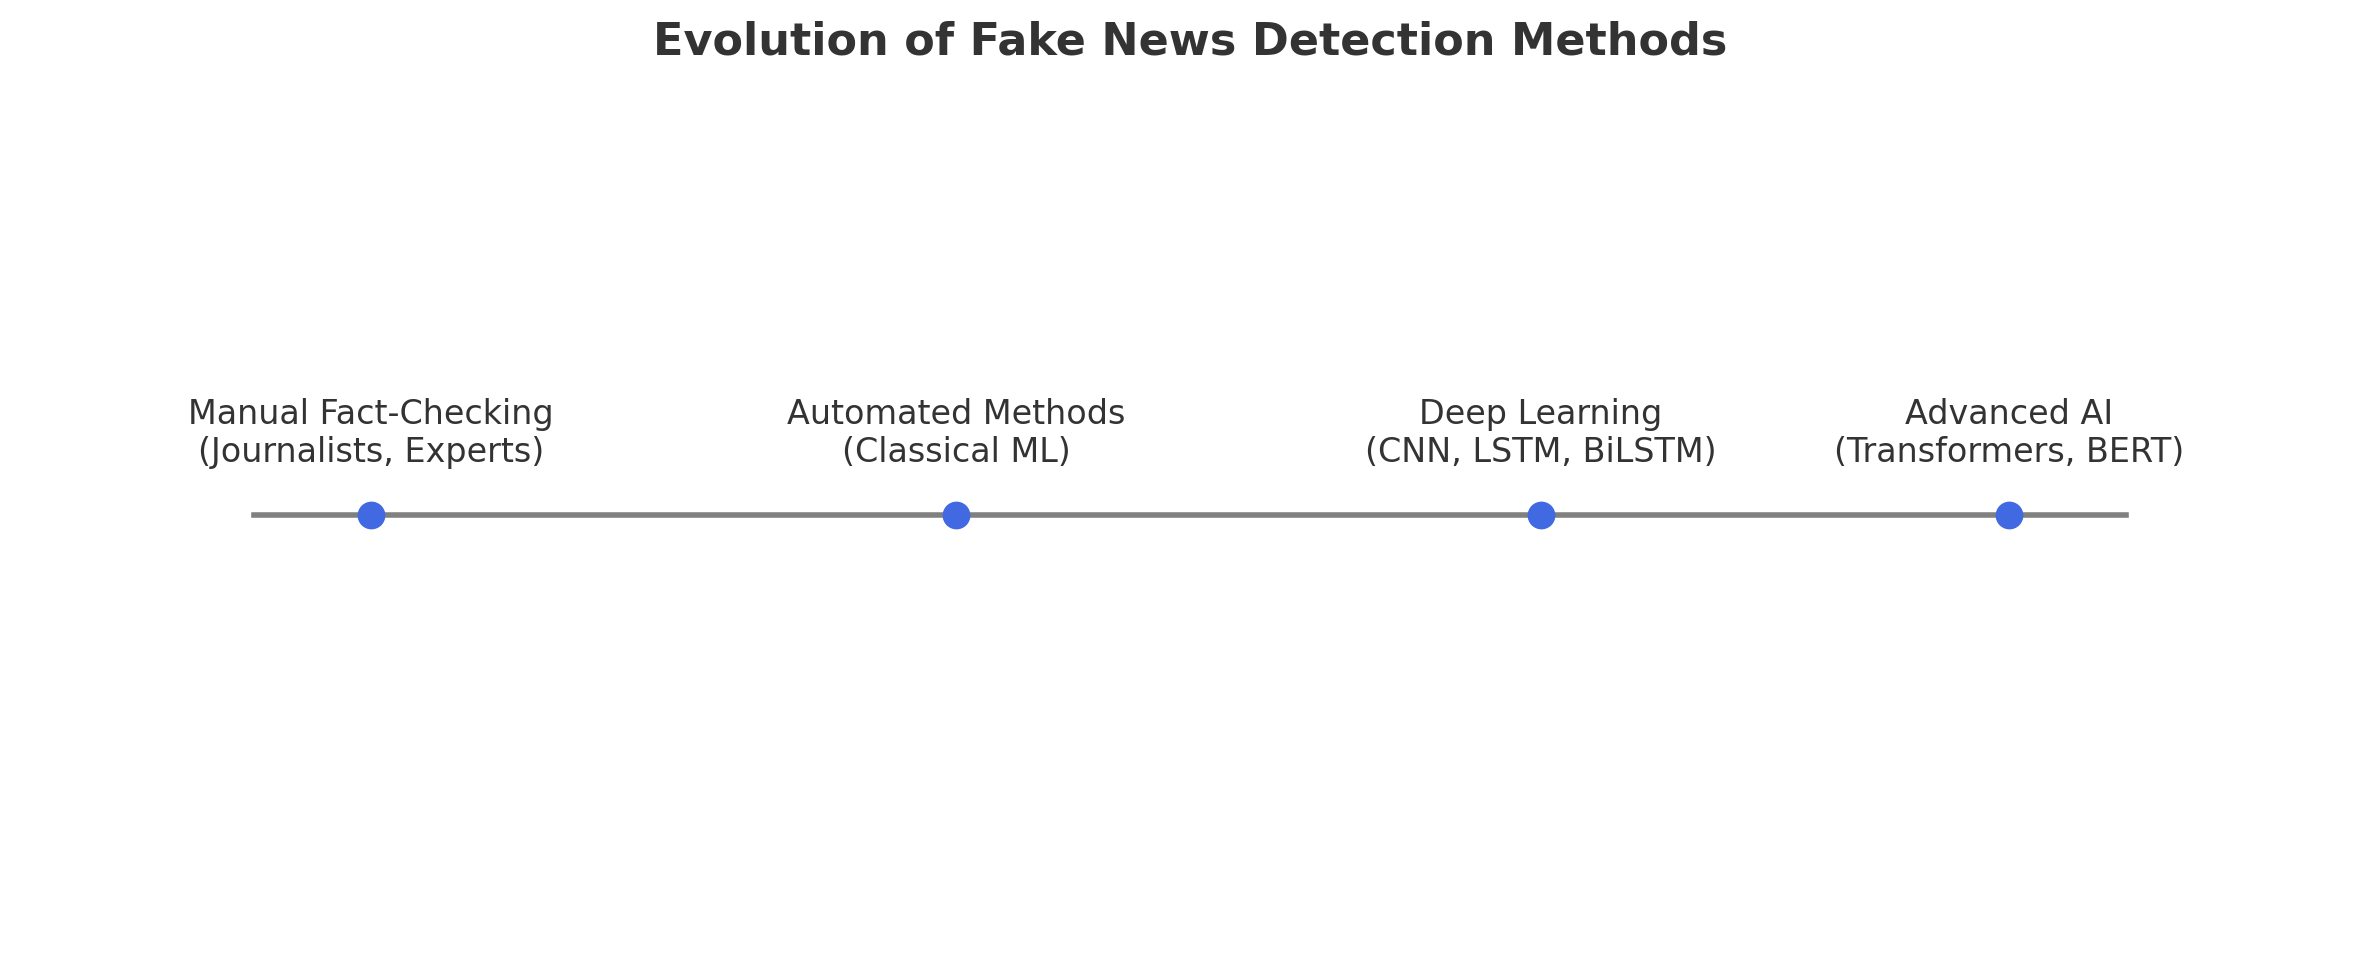 Evolution of Fake News Detection Methods
Manual Fact-Checking
(Journalists, Experts)
Automated Methods
(Classical ML)
Deep Learning
(CNN, LSTM, BiLSTM)
Advanced AI
(Transformers, BERT)